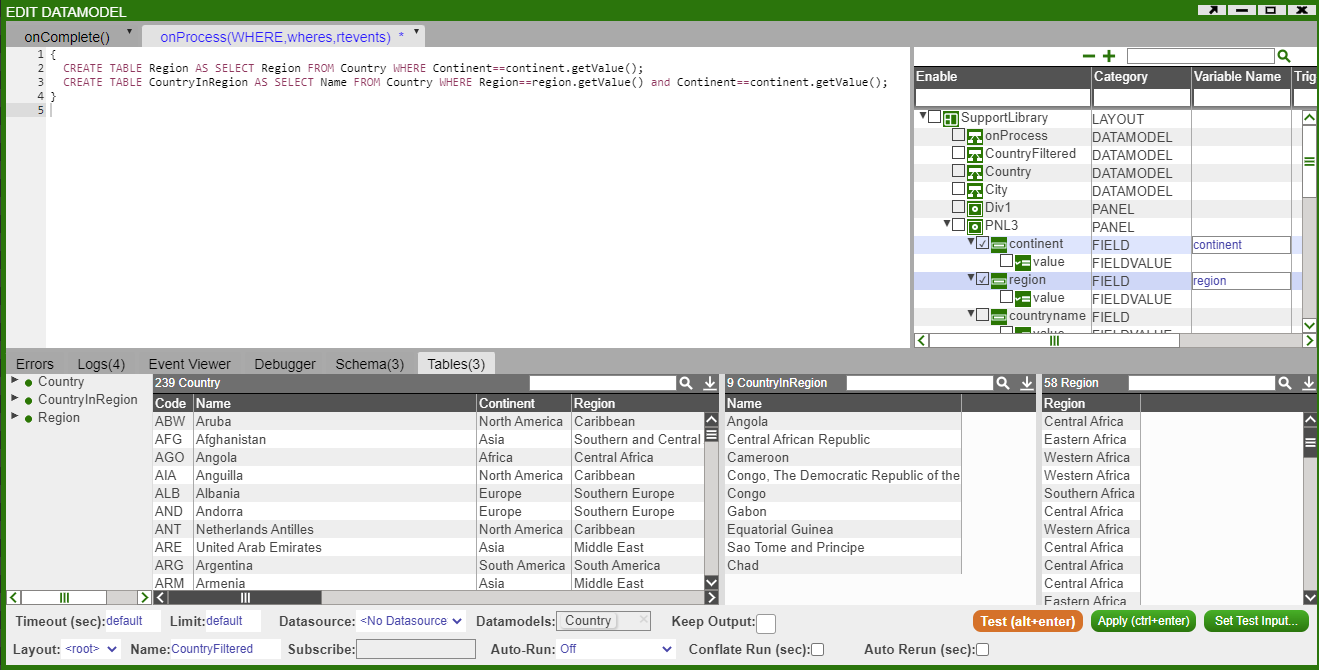 EDIT DATAMODEL
onComplete()
onProcess(WHERE,wheres,rtevents) *
1 {
2 CREATE TABLE Region AS SELECT Region FROM Country WHERE Continent==continent.getValue();
3 CREATE TABLE CountryInRegion AS SELECT Name FROM Country WHERE Region==region.getValue() and Continent==continent.getValue();
4 }
5
Enable Category Variable Name Trig
SupportLibrary LAYOUT
onProcess DATAMODEL
CountryFiltered DATAMODEL
Country DATAMODEL
City DATAMODEL
Div1 PANEL
PNL3 PANEL
continent FIELD continent
value FIELDVALUE
region FIELD region
value FIELDVALUE
countryname FIELD
value FIELDVALUE
Errors Logs(4) Event Viewer Debugger Schema(3) Tables(3)
Country
CountryInRegion
Region
239 Country
Code Name Continent Region
ABW Aruba North America Caribbean
AFG Afghanistan Asia Southern and Central
AGO Angola Africa Central Africa
AIA Anguilla North America Caribbean
ALB Albania Europe Southern Europe
AND Andorra Europe Southern Europe
ANT Netherlands Antilles North America Caribbean
ARE United Arab Emirates Asia Middle East
ARG Argentina South America South America
ARM Armenia Asia Middle East
9 CountryInRegion
Name
Angola
Central African Republic
Cameroon
Congo, The Democratic Republic of the
Congo
Gabon
Equatorial Guinea
Sao Tome and Principe
Chad
58 Region
Region
Central Africa
Eastern Africa
Western Africa
Western Africa
Southern Africa
Central Africa
Western Africa
Central Africa
Central Africa
Central Africa
Eastern Africa
Timeout (sec): default Limit: default Datasource: <No Datasource Datamodels: Country × Keep Output: Test (alt+enter) Apply (ctrl+enter) Set Test Input...
Layout: <root> Name: CountryFiltered Subscribe: Auto-Run: Off Conflate Run (sec): Auto Rerun (sec):